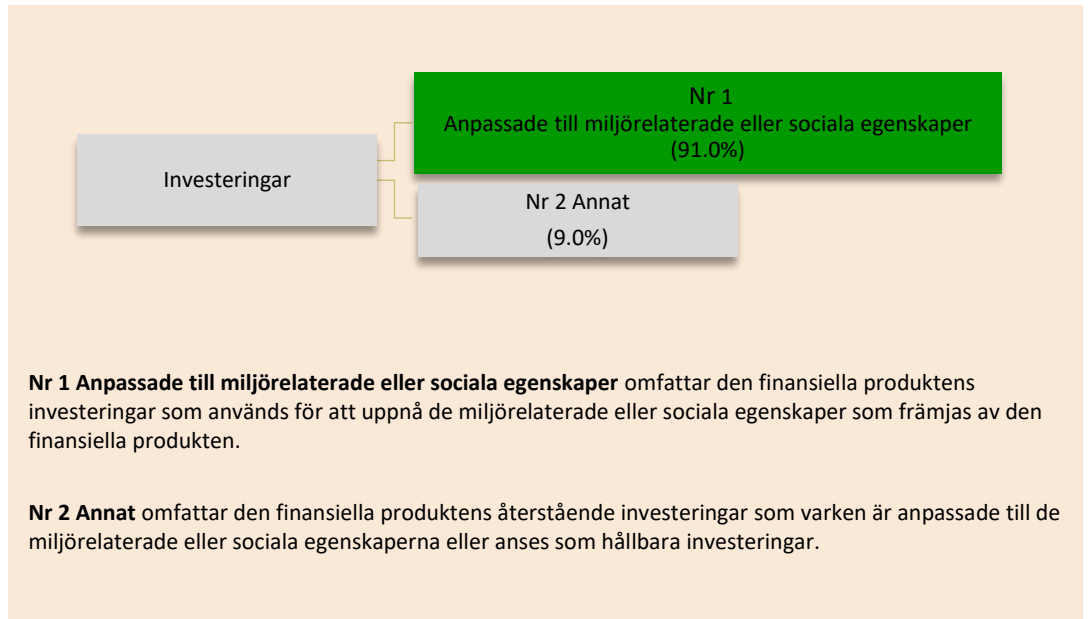 Nr 1
Anpassade till miljörelaterade eller sociala egenskaper
(91.0%)
Investeringar
Nr 2 Annat
(9.0%)
Nr 1 Anpassade till miljörelaterade eller sociala egenskaper omfattar den finansiella produktens
investeringar som används för att uppnå de miljörelaterade eller sociala egenskaper som främjas av den
finansiella produkten.
Nr 2 Annat omfattar den finansiella produktens återstående investeringar som varken är anpassade till de
miljörelaterade eller sociala egenskaperna eller anses som hållbara investeringar.